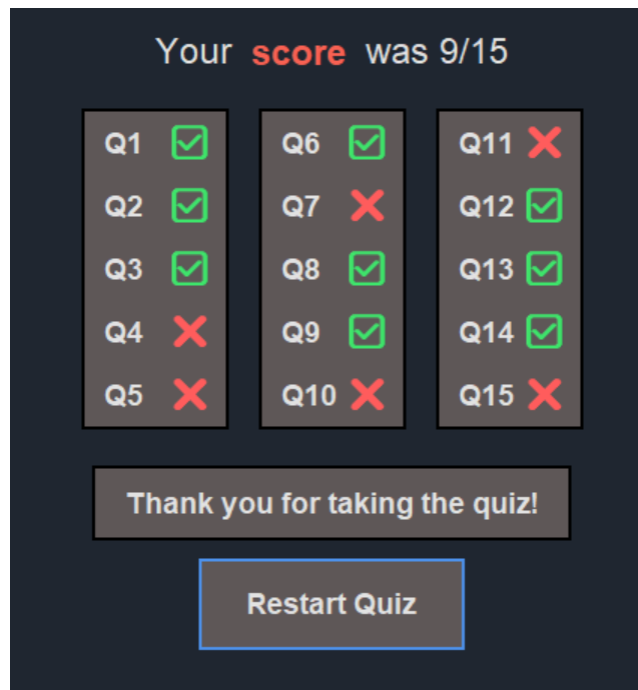 Your score was 9/15
Q1
Q2
Q3
Q4
Q5
Q6
Q7
Q8
Q9
Q10
Q11
Q12
Q13
Q14
Q15
Thank you for taking the quiz!
Restart Quiz